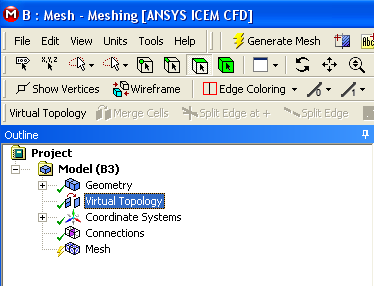 B : Mesh - Meshing [ANSYS ICEM CFD]
File Edit View Units Tools Help Generate Mesh
x,y,z
Show Vertices Wireframe Edge Coloring 0 1
Virtual Topology Merge Cells Split Edge at + Split Edge
Outline
Project
Model (B3)
Geometry
Virtual Topology
Coordinate Systems
Connections
Mesh